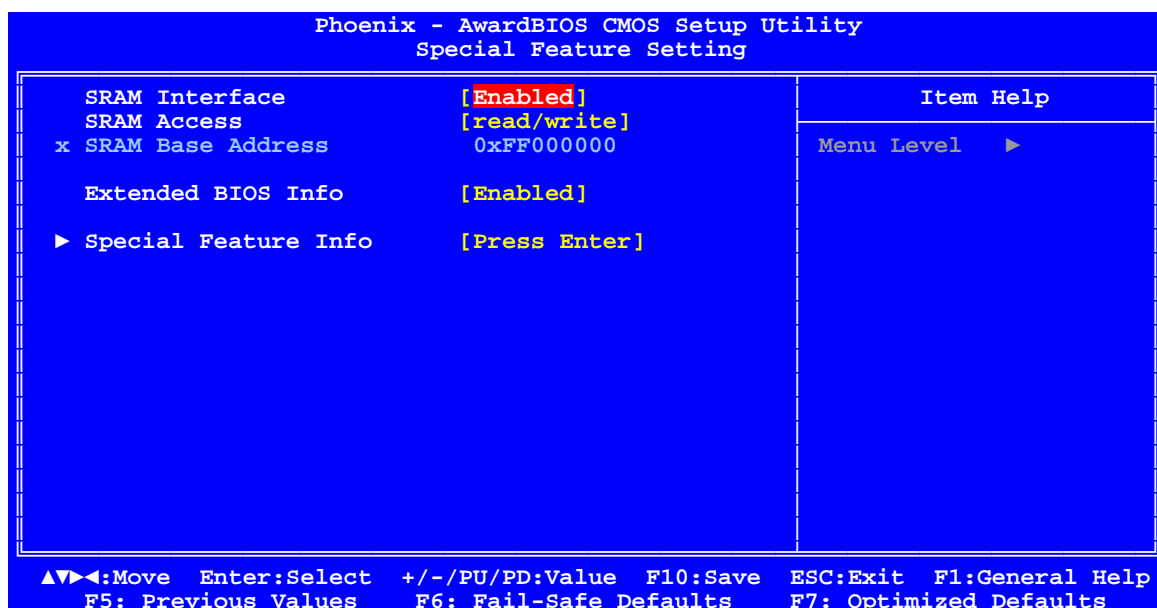 Phoenix - AwardBIOS CMOS Setup Utility
Special Feature Setting
SRAM Interface [Enabled] Item Help
SRAM Access [read/write]
x SRAM Base Address 0xFF000000 Menu Level ►
Extended BIOS Info [Enabled]
► Special Feature Info [Press Enter]
▲▼►◄:Move Enter:Select +/-/PU/PD:Value F10:Save ESC:Exit F1:General Help
F5: Previous Values F6: Fail-Safe Defaults F7: Optimized Defaults